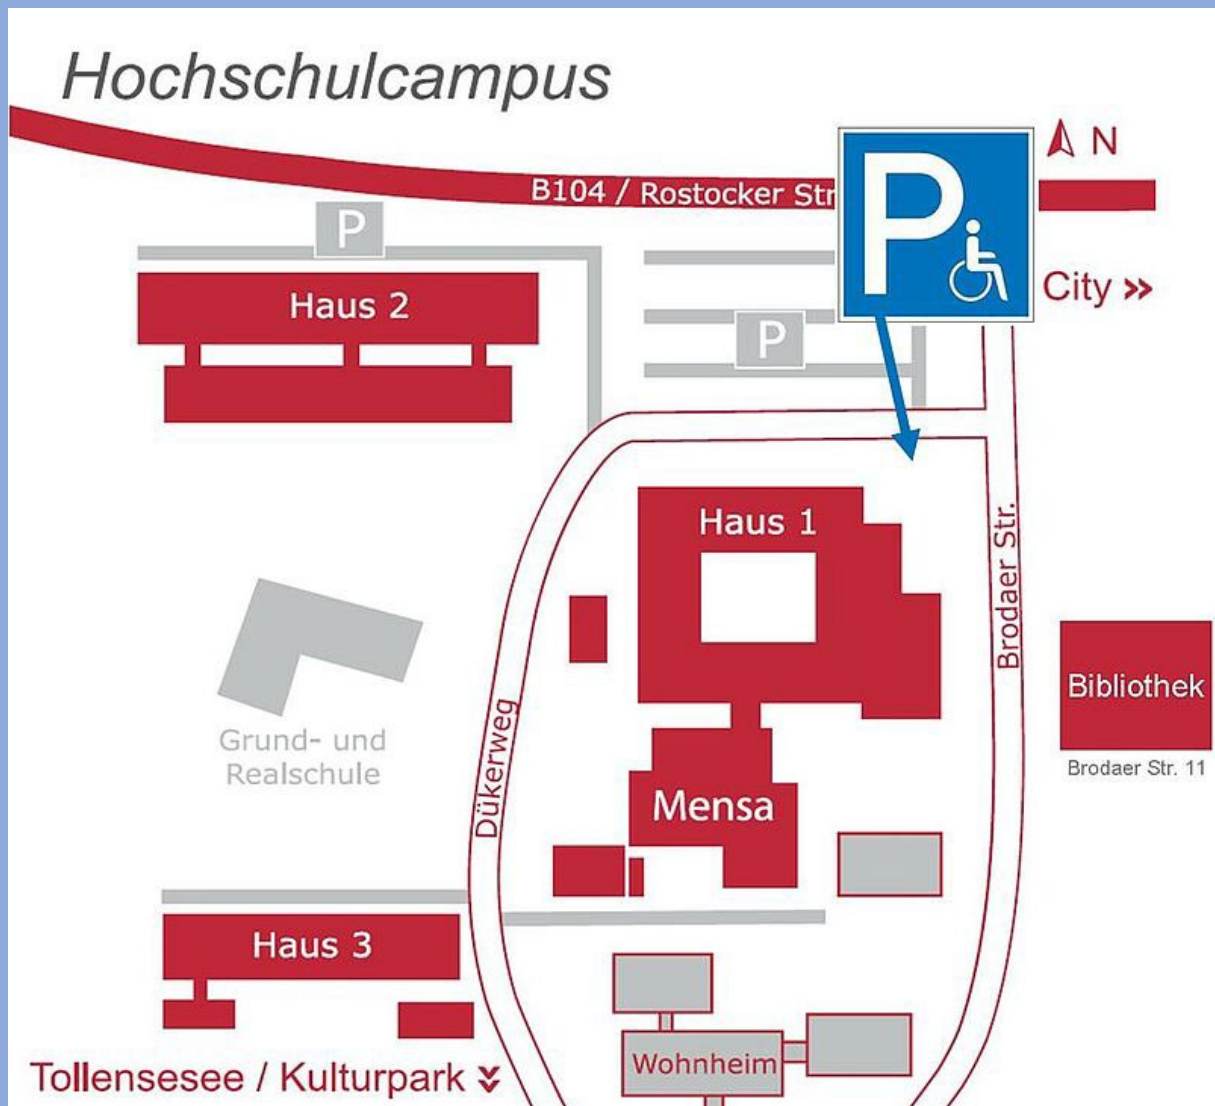 Hochschulcampus
N
B104 / Rostocker Str
P
P
City »
Haus 2
P
Haus 1
Brodaer Str.
Bibliothek
Brodaer Str. 11
Grund- und
Realschule
Dükerweg
Mensa
Haus 3
Wohnheim
Tollensesee / Kulturpark